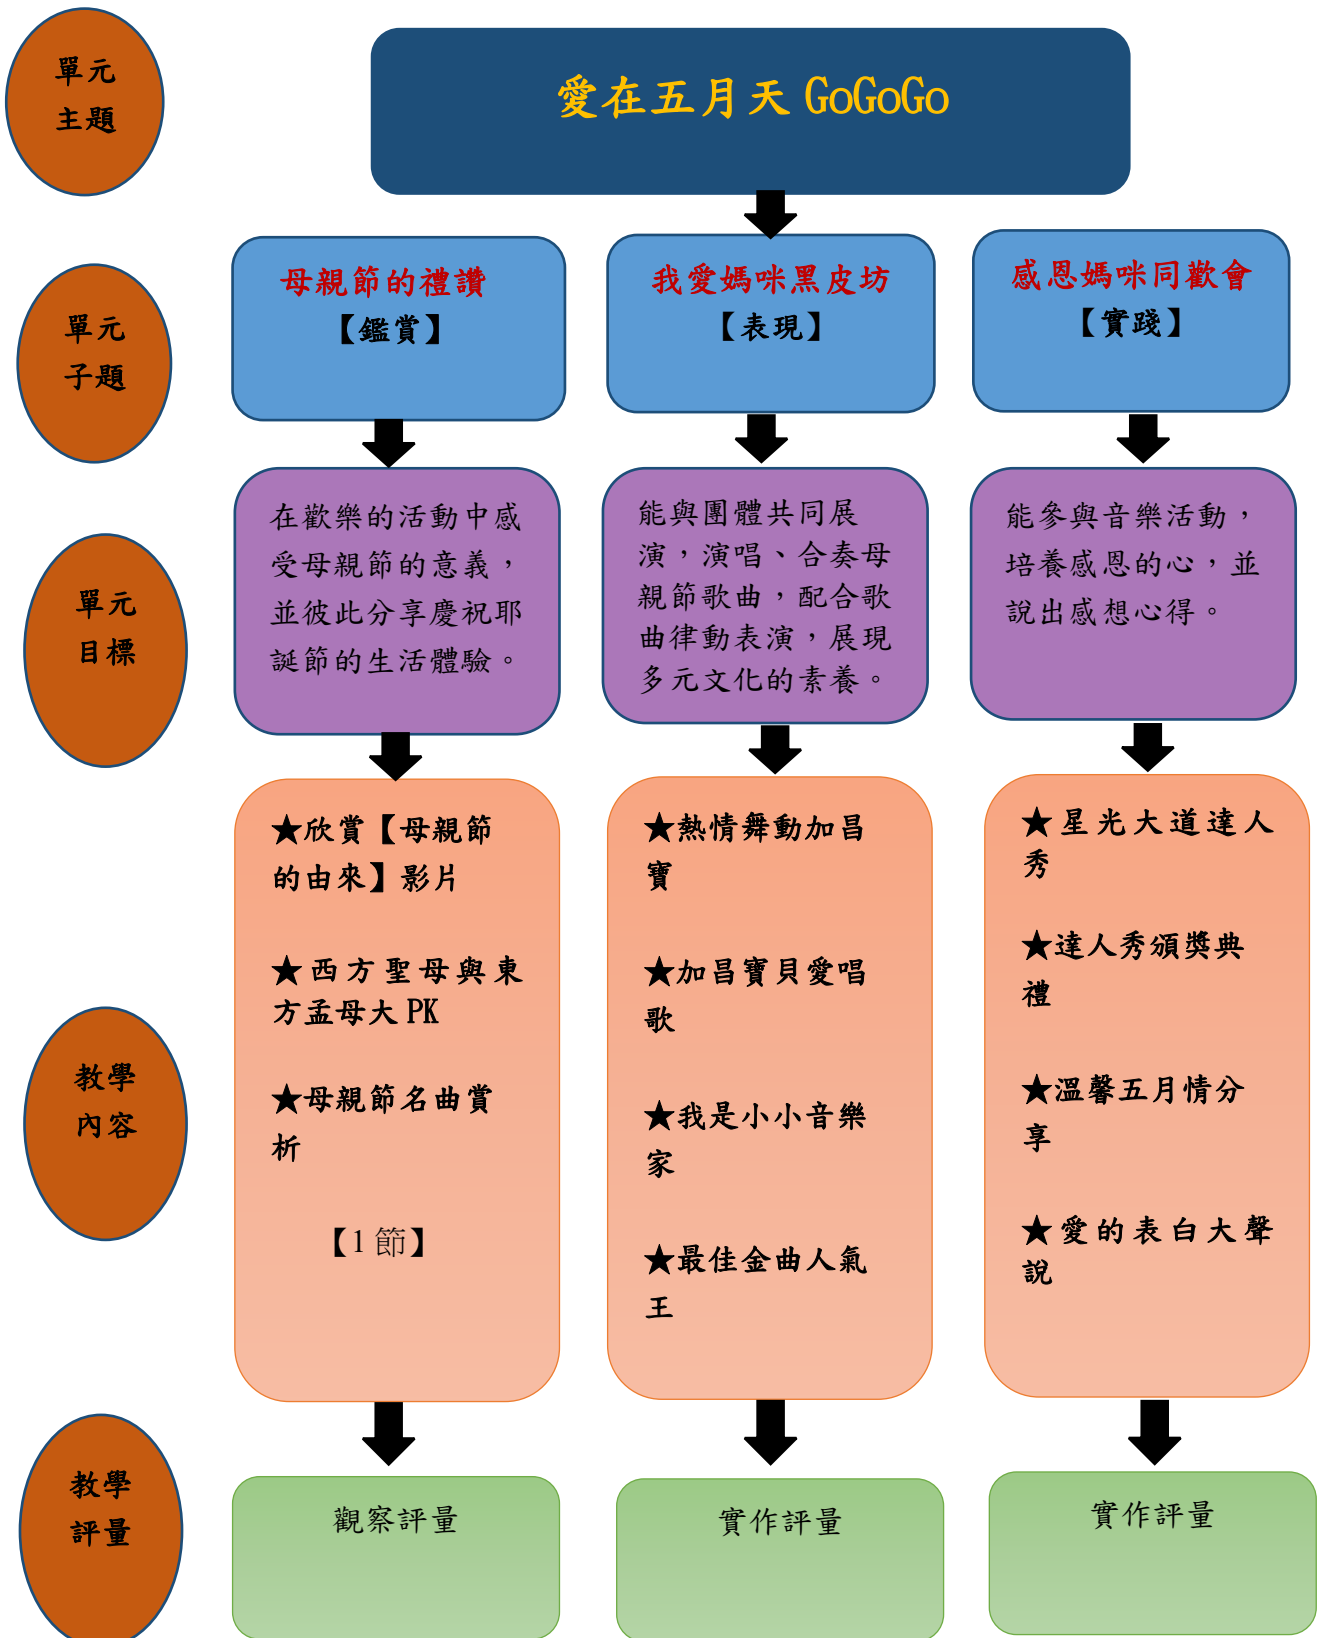 單元
主題
愛在五月天 GoGoGo
單元
子題
母親節的禮讚
【鑑賞】
我愛媽咪黑皮坊
【表現】
感恩媽咪同歡會
【實踐】
單元
目標
在歡樂的活動中感
受母親節的意義，
並彼此分享慶祝耶
誕節的生活體驗。
能與團體共同展
演，演唱、合奏母
親節歌曲，配合歌
曲律動表演，展現
多元文化的素養。
能參與音樂活動，
培養感恩的心，並
說出感想心得。
教學
內容
★欣賞【母親節
的由來】影片
★西方聖母與東
方孟母大 PK
★母親節名曲賞
析
【1 節】
★熱情舞動加昌
寶
★加昌寶貝愛唱
歌
★我是小小音樂
家
★最佳金曲人氣
王
★星光大道達人
秀
★達人秀頒獎典
禮
★溫馨五月情分
享
★愛的表白大聲
說
教學
評量
觀察評量
實作評量
實作評量